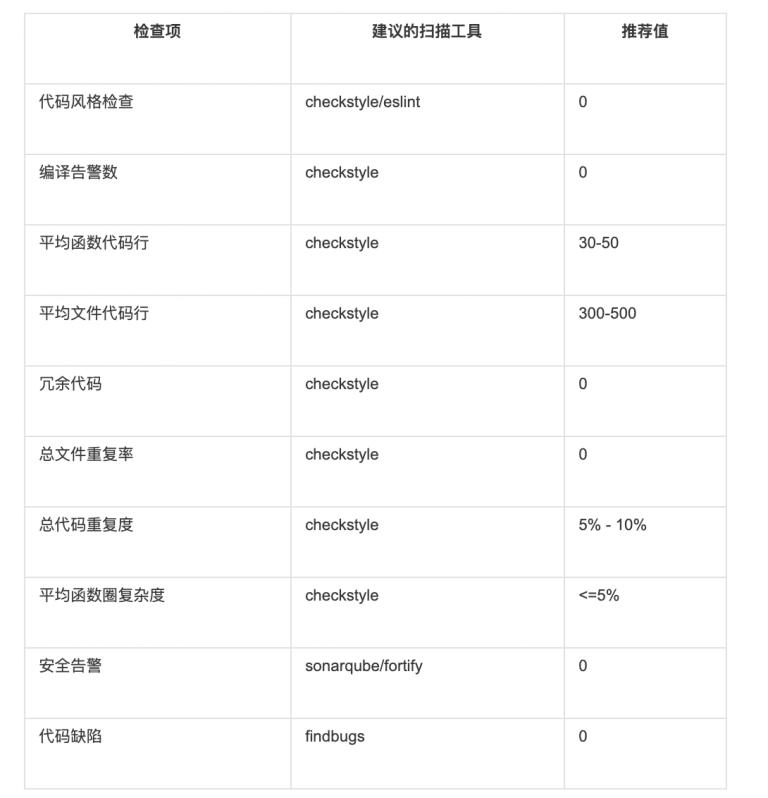 检查项 建议的扫描工具 推荐值
代码风格检查 checkstyle/eslint 0
编译告警数 checkstyle 0
平均函数代码行 checkstyle 30-50
平均文件代码行 checkstyle 300-500
冗余代码 checkstyle 0
总文件重复率 checkstyle 0
总代码重复度 checkstyle 5% - 10%
平均函数圈复杂度 checkstyle <=5%
安全告警 sonarqube/fortify 0
代码缺陷 findbugs 0